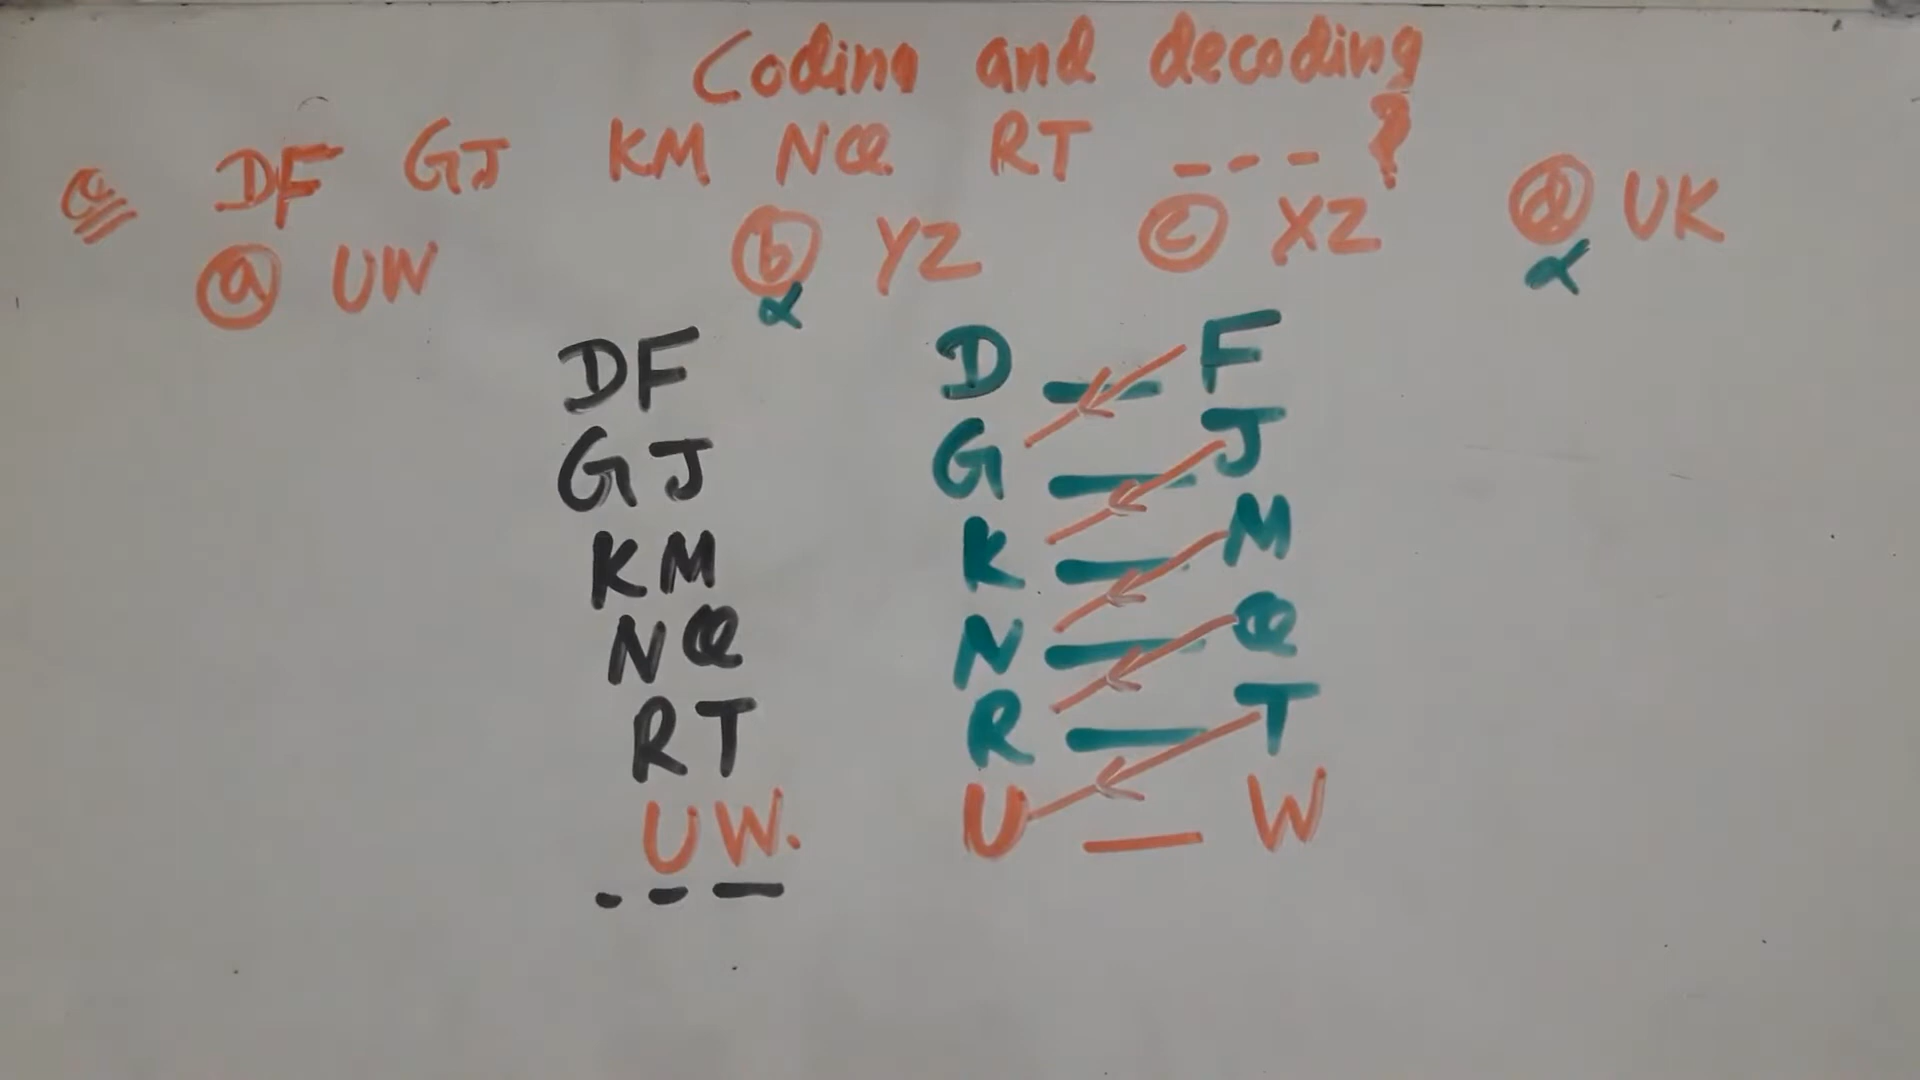 Coding and decoding
Q DF GJ KM NQ RT _ _ _ ?
(a) UW (b) YZ (c) XZ (d) UK
DF D — F
GJ G — J
KM K — M
NQ N — Q
RT R — T
UW. U — W